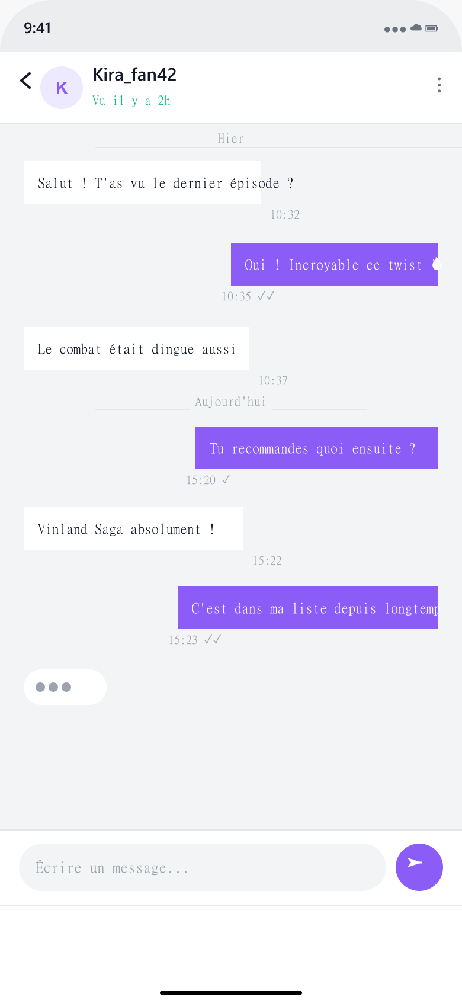 9:41
Kira_fan42
K
Vu il y a 2h
Hier
Salut ! T'as vu le dernier épisode ?
10:32
Oui ! Incroyable ce twist 🔥
10:35 ✓✓
Le combat était dingue aussi
10:37
Aujourd'hui
Tu recommandes quoi ensuite ?
15:20 ✓
Vinland Saga absolument !
15:22
C'est dans ma liste depuis longtemp
15:23 ✓✓
Écrire un message...